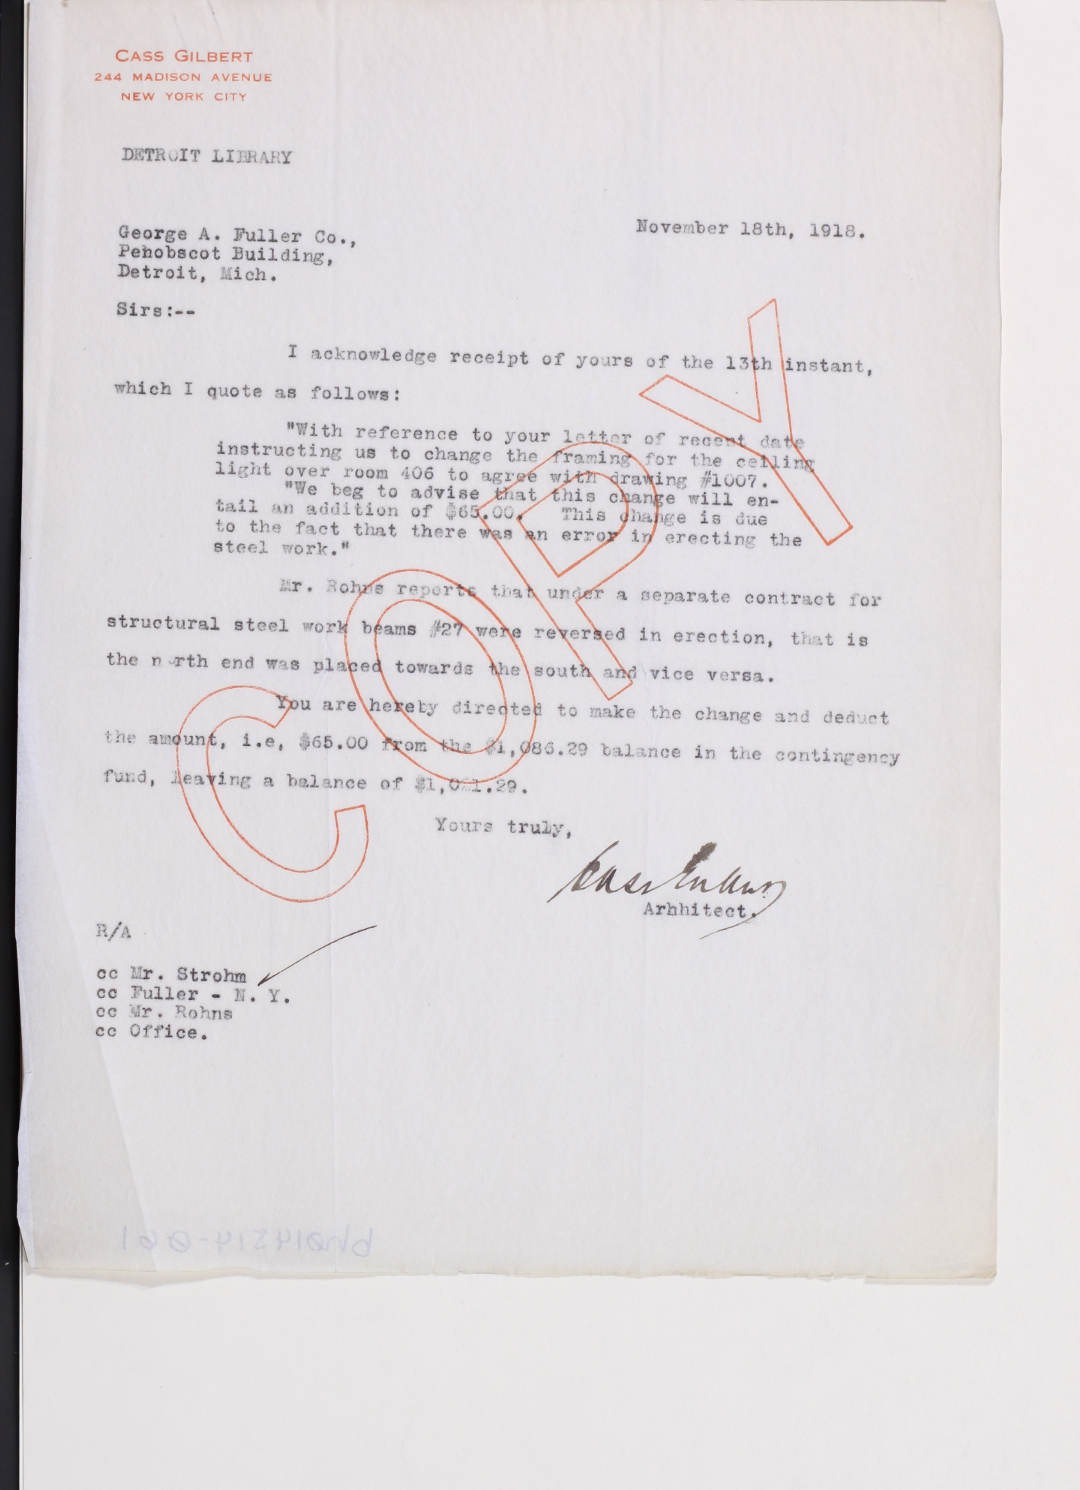 CASS GILBERT
244 MADISON AVENUE
NEW YORK CITY
DETROIT LIBRARY
November 18th, 1918.
George A. Fuller Co.,
Pehobscot Building,
Detroit, Mich.
Sirs:--
I acknowledge receipt of yours of the 13th instant,
which I quote as follows:
"With reference to your letter of recent date
instructing us to change the framing for the ceiling
light over room 406 to agree with drawing #1007.
"We beg to advise that this change will en-
tail an addition of $65.00. This change is due
to the fact that there was an error in erecting the
steel work."
Mr. Rohns reports that under a separate contract for
structural steel work beams #27 were reversed in erection, that is
the north end was placed towards the south and vice versa.
You are hereby directed to make the change and deduct
the amount, i.e, $65.00 from the $1,086.29 balance in the contingency
fund, leaving a balance of
Yours truly,
Cass Gilbert
Arhhitect.
R/A
cc Mr. Strohm
cc Fuller - N. Y.
cc Mr. Rohns
cc Office.
COPY